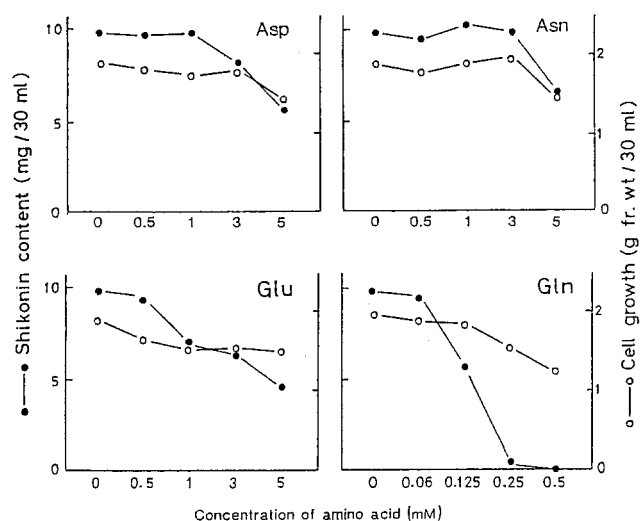 Asp
Asn
10
5
0
0 0.5 1 3 5
0 0.5 1 3 5
2
1
0
Glu
Gln
10
5
0
0 0.5 1 3 5
0 0.06 0.125 0.25 0.5
2
1
0
●—● Shikonin content (mg / 30 ml)
o—o Cell growth (g fr. wt / 30 ml)
Concentration of amino acid (mM)